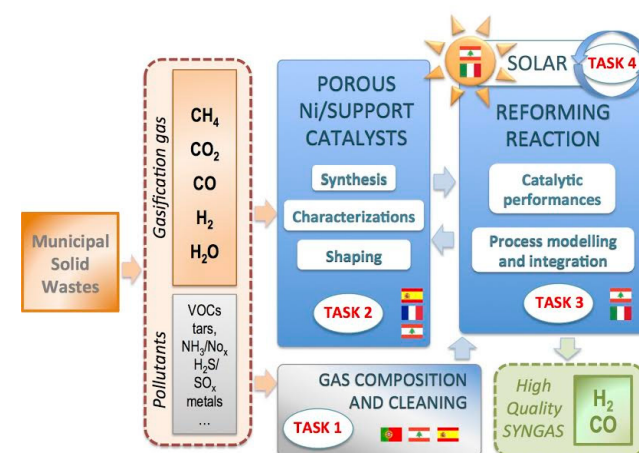 Municipal
Solid
Wastes
Gasification gas
CH₄
CO₂
CO
H₂
H₂O
Pollutants
VOCs
tars,
NH₃/Noₓ
H₂S/
SOₓ
metals
...
POROUS
Ni/SUPPORT
CATALYSTS
Synthesis
Characterizations
Shaping
TASK 2
SOLAR
TASK 4
REFORMING
REACTION
Catalytic
performances
Process modelling
and integration
TASK 3
GAS COMPOSITION
AND CLEANING
TASK 1
High
Quality
SYNGAS
H₂
CO